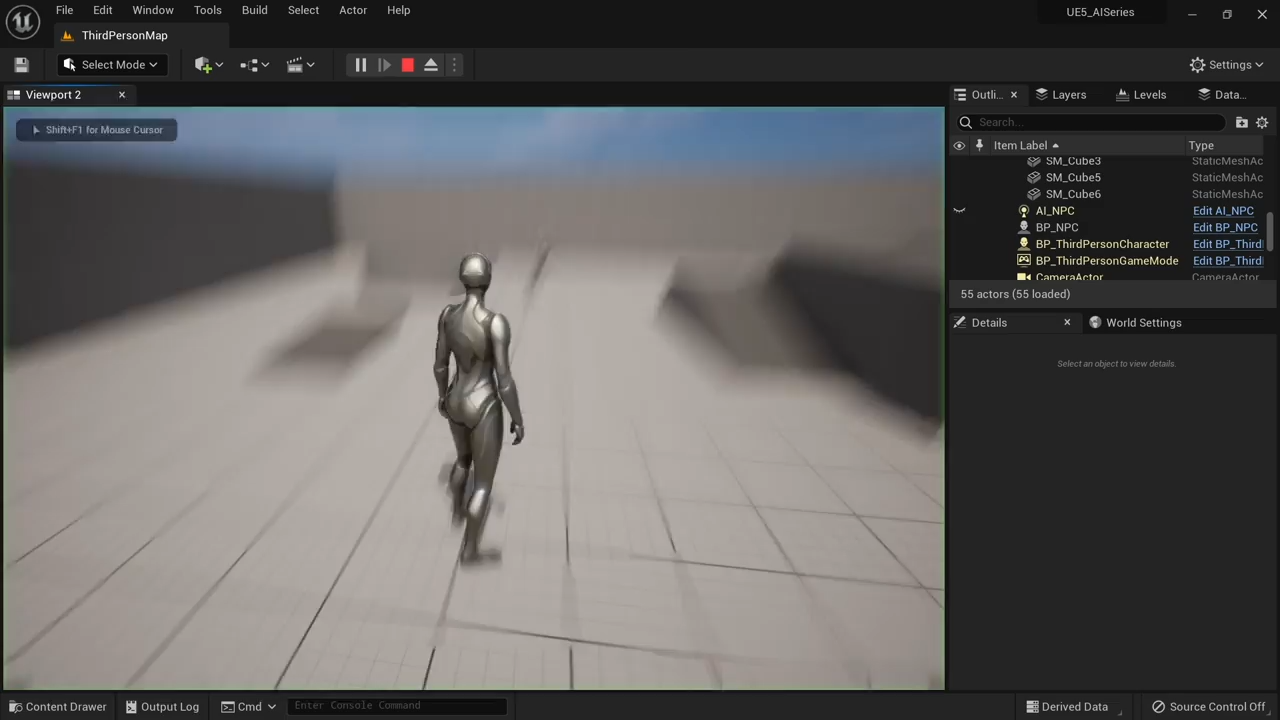 File Edit Window Tools Build Select Actor Help
UE5_AISeries
ThirdPersonMap
Select Mode
Settings
Viewport 2
Outli... Layers Levels Data...
Shift+F1 for Mouse Cursor
Search...
Item Label Type
SM_Cube3 StaticMeshAc
SM_Cube5 StaticMeshAc
SM_Cube6 StaticMeshAc
AI_NPC Edit AI_NPC
BP_NPC Edit BP_NPC
BP_ThirdPersonCharacter Edit BP_Third
BP_ThirdPersonGameMode Edit BP_Third
CameraActor CameraActor
55 actors (55 loaded)
Details World Settings
Select an object to view details.
Content Drawer Output Log Cmd Enter Console Command Derived Data Source Control Off